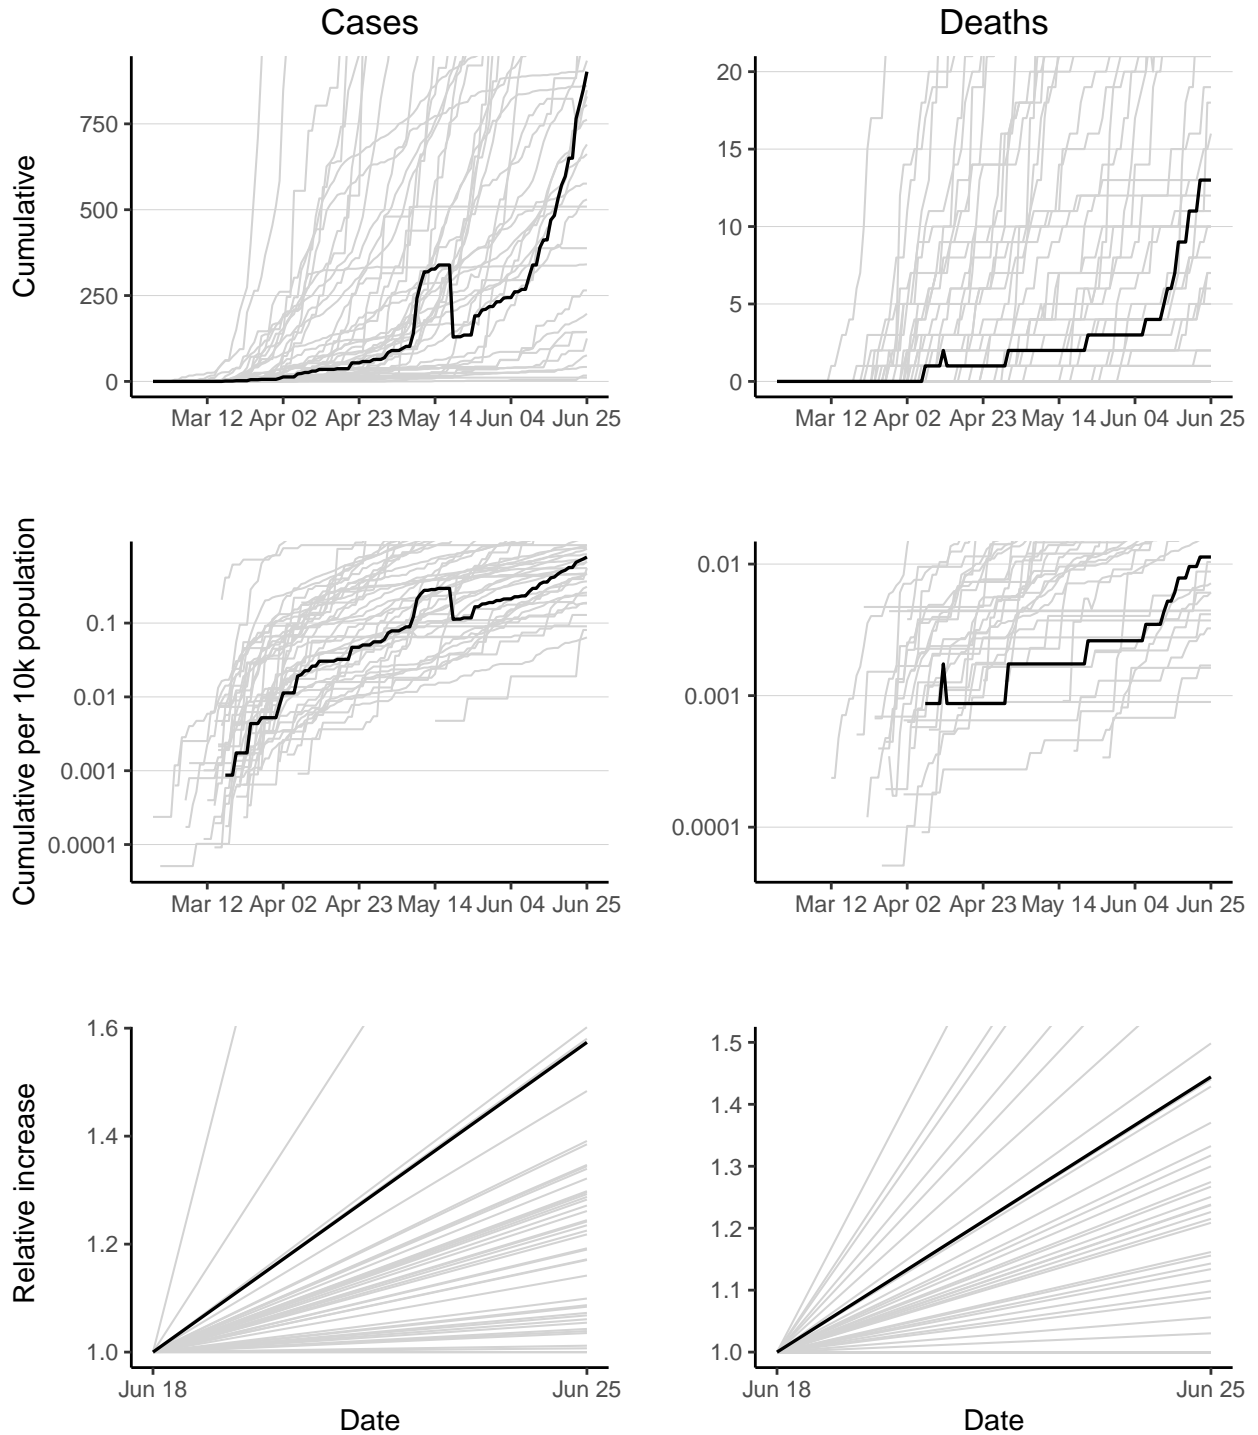 Cases
Deaths
Cumulative
750
500
250
0
Mar 12 Apr 02 Apr 23 May 14 Jun 04 Jun 25
20
15
10
5
0
Mar 12 Apr 02 Apr 23 May 14 Jun 04 Jun 25
Cumulative per 10k population
0.1
0.01
0.001
0.0001
Mar 12 Apr 02 Apr 23 May 14 Jun 04 Jun 25
0.01
0.001
0.0001
Mar 12 Apr 02 Apr 23 May 14 Jun 04 Jun 25
Relative increase
1.6
1.4
1.2
1.0
Jun 18 Jun 25
Date
1.5
1.4
1.3
1.2
1.1
1.0
Jun 18 Jun 25
Date